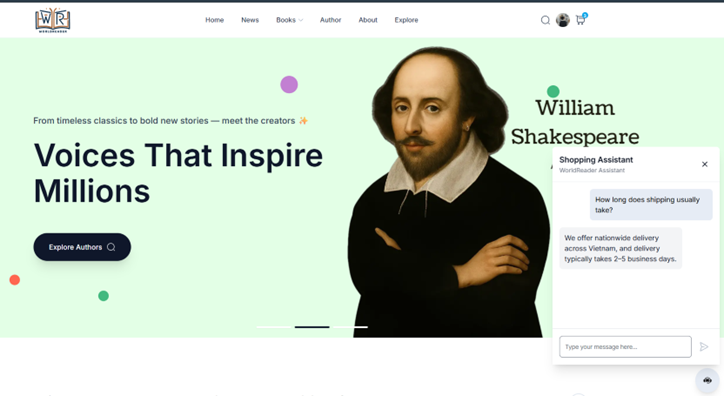 WR
WORLDREADER
Home News Books Author About Explore
From timeless classics to bold new stories — meet the creators ✨
Voices That Inspire
Millions
Explore Authors
William
Shakespeare
Shopping Assistant
WorldReader Assistant
How long does shipping usually
take?
We offer nationwide delivery
across Vietnam, and delivery
typically takes 2–5 business days.
Type your message here...